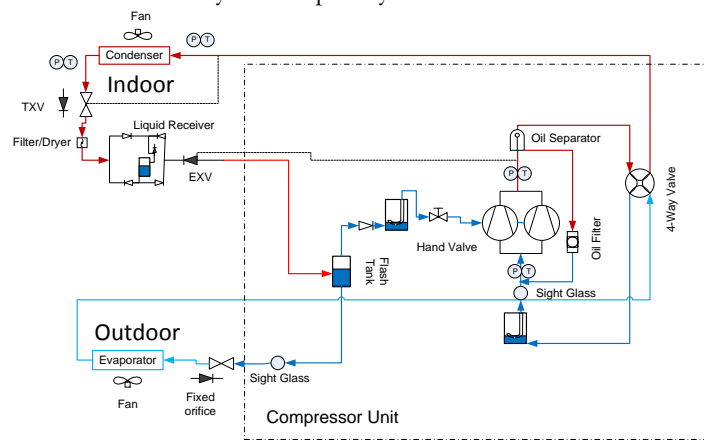 Fan
P T
Condenser
P T
Indoor
TXV
Liquid Receiver
Filter/Dryer
EXV
Oil Separator
P T
4-Way Valve
Hand Valve
Oil Filter
Flash
Tank
P T
Sight Glass
Outdoor
Evaporator
Sight Glass
Fan
Fixed
orifice
Compressor Unit